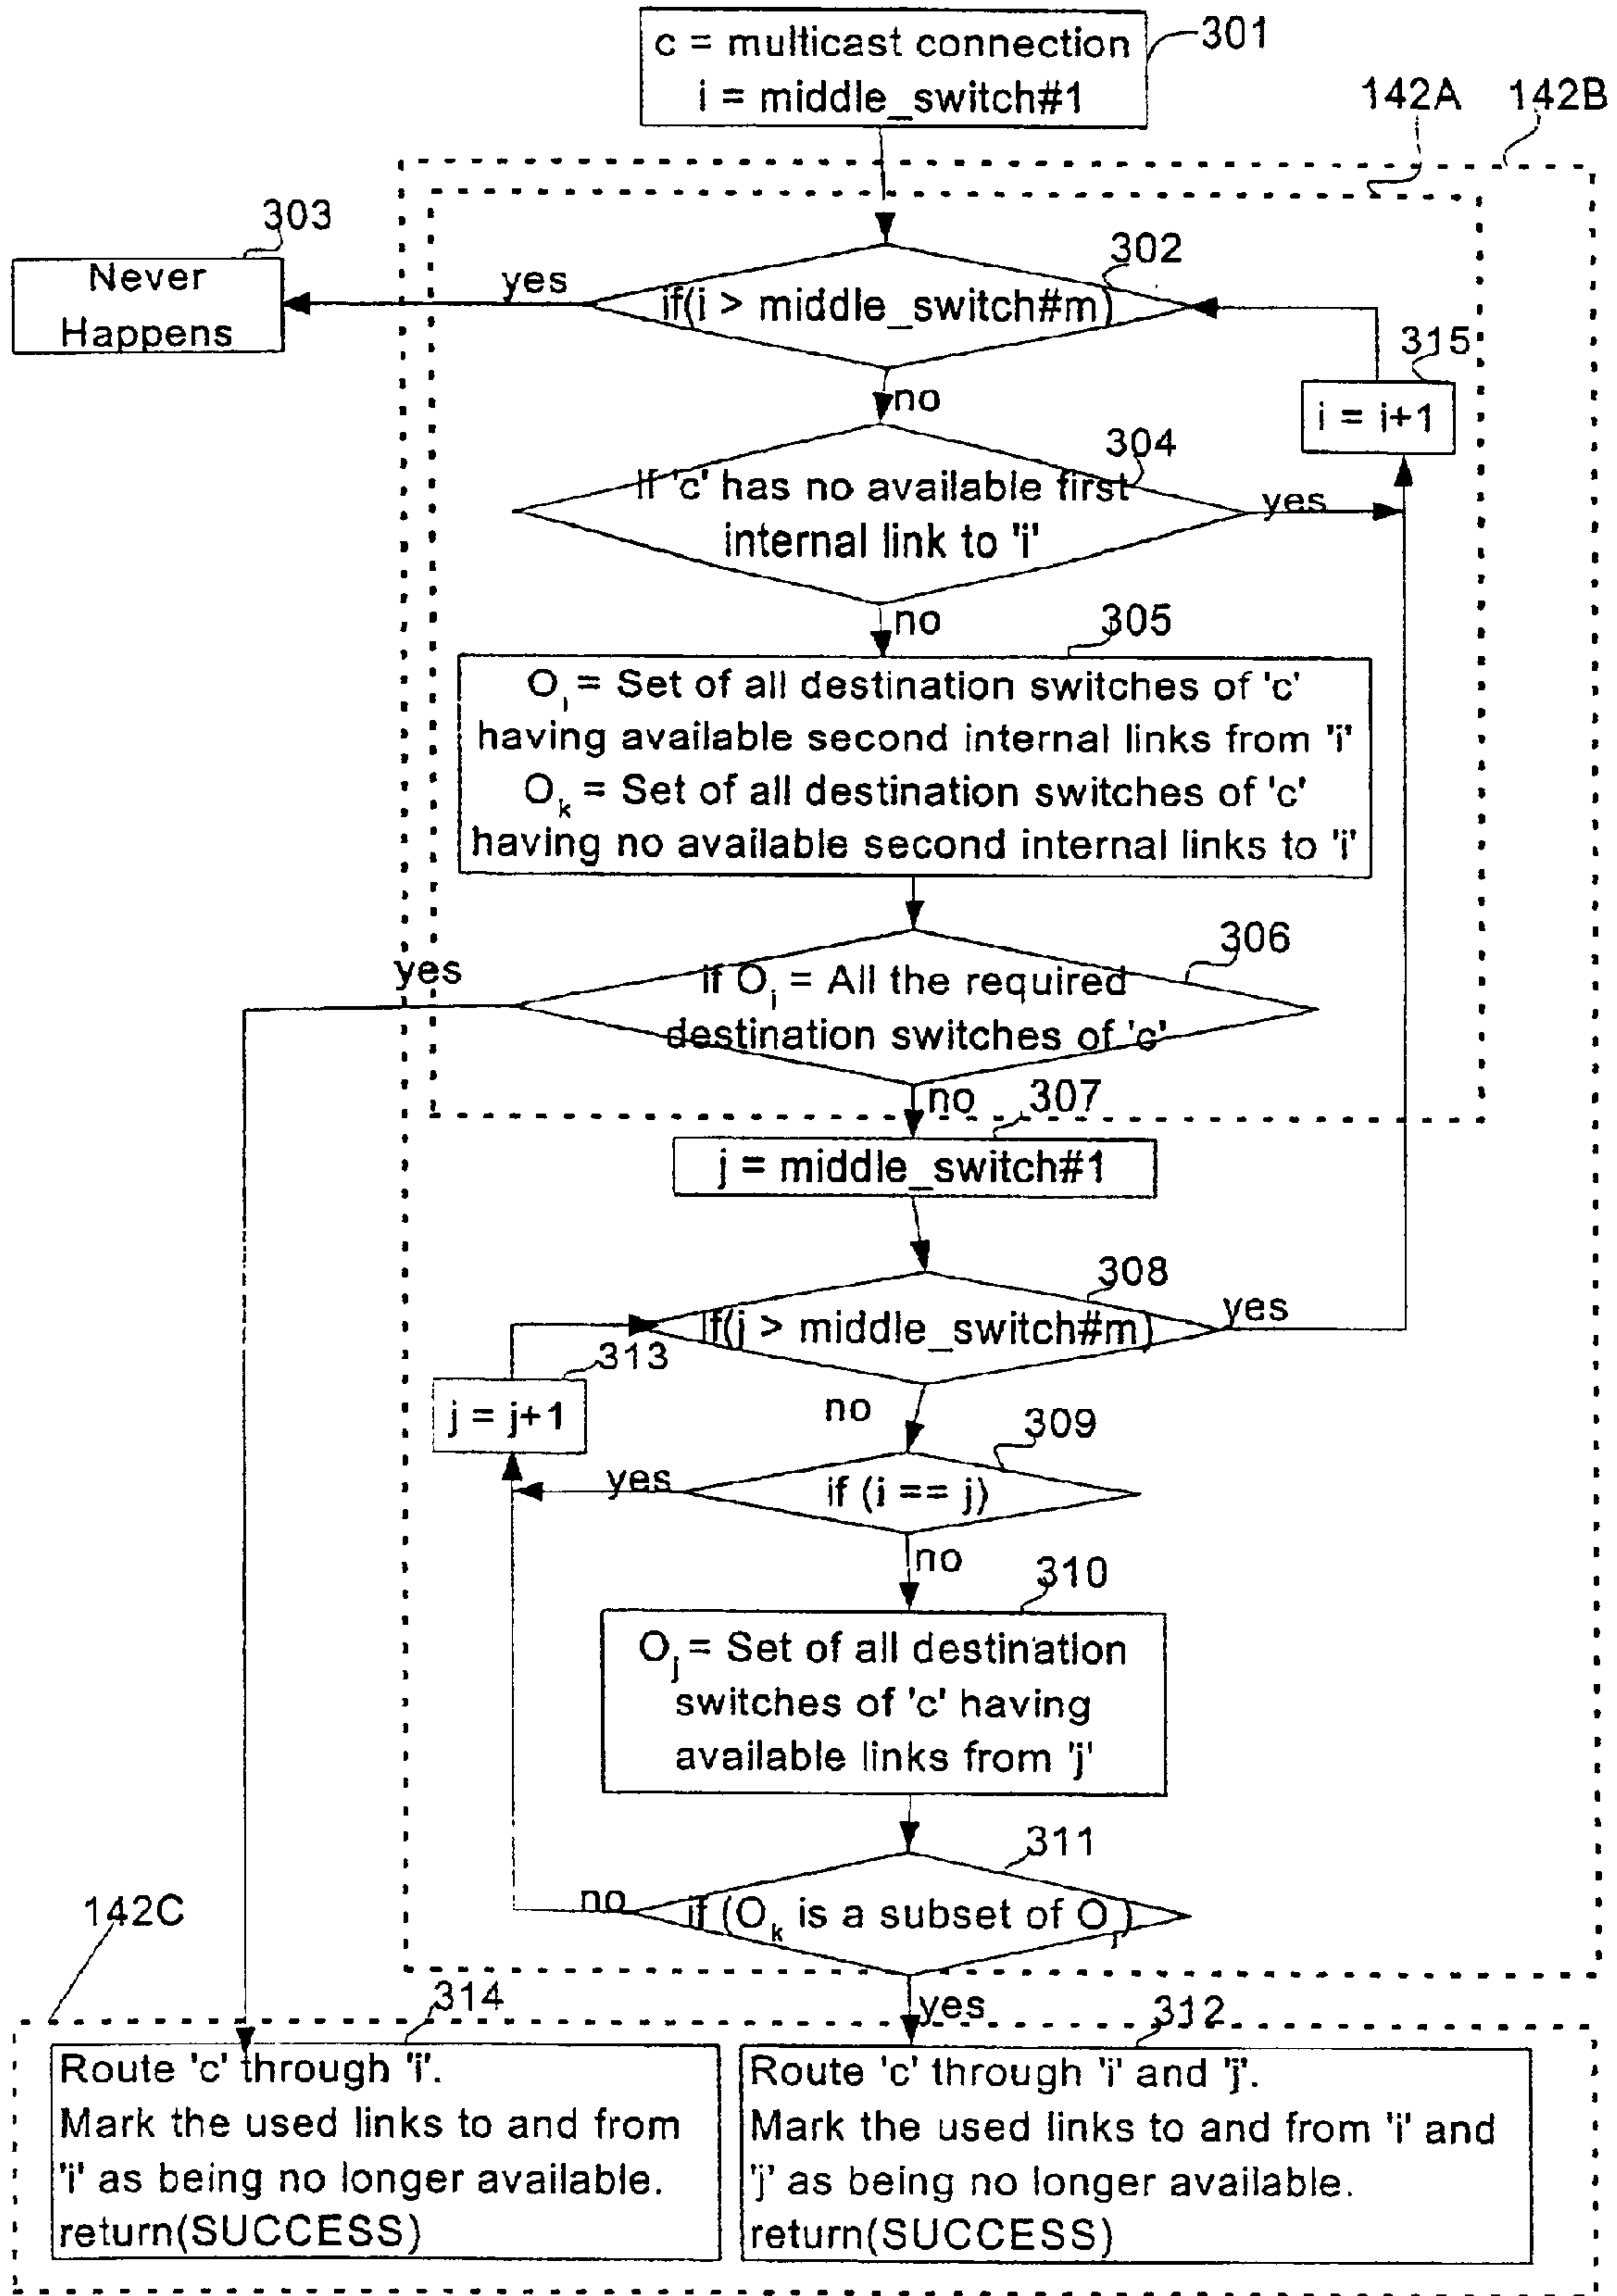 c = multicast connection
i = middle_switch#1
301
142A
142B
303
Never
Happens
yes
302
if(i > middle_switch#m)
no
315
i = i+1
304
If 'c' has no available first
internal link to 'i'
yes
no
305
O_i = Set of all destination switches of 'c'
having available second internal links from 'i'
O_k = Set of all destination switches of 'c'
having no available second internal links to 'i'
306
yes
if O_i = All the required
destination switches of 'c'
no
307
j = middle_switch#1
308
if(j > middle_switch#m)
yes
313
j = j+1
no
309
yes
if (i == j)
no
310
O_j = Set of all destination
switches of 'c' having
available links from 'j'
311
no
if (O_k is a subset of O_j)
142C
yes
314
312
Route 'c' through 'i'.
Mark the used links to and from
'i' as being no longer available.
return(SUCCESS)
Route 'c' through 'i' and 'j'.
Mark the used links to and from 'i' and
'j' as being no longer available.
return(SUCCESS)